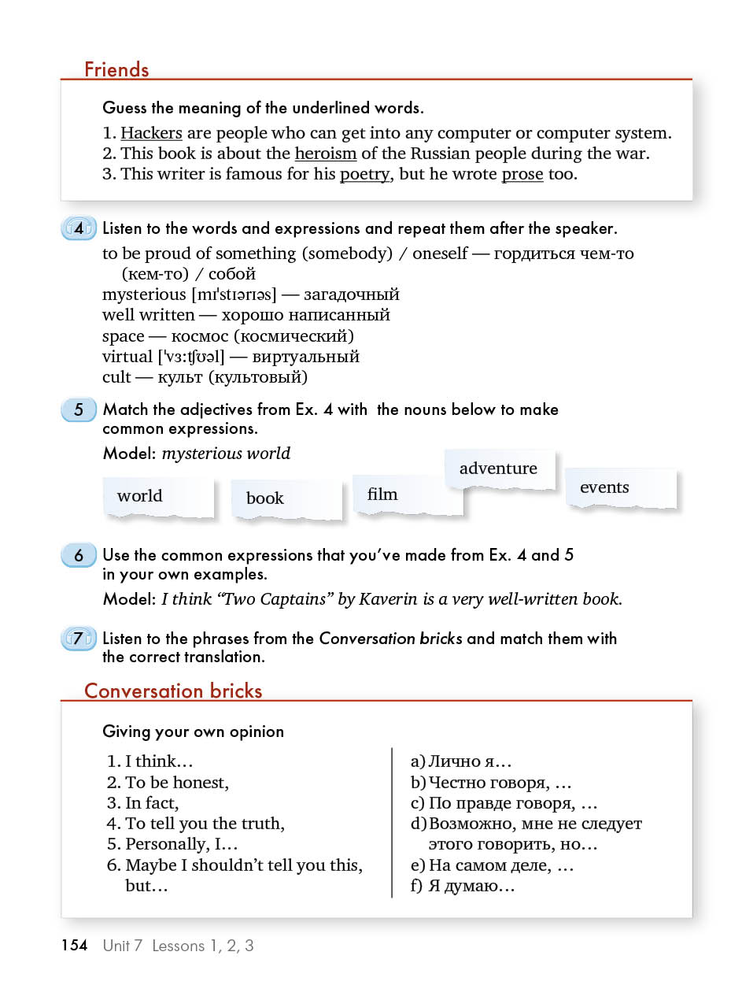 Friends
Guess the meaning of the underlined words.
1. Hackers are people who can get into any computer or computer system.
2. This book is about the heroism of the Russian people during the war.
3. This writer is famous for his poetry, but he wrote prose too.
4 Listen to the words and expressions and repeat them after the speaker.
to be proud of something (somebody) / oneself — гордиться чем-то
(кем-то) / собой
mysterious [mɪ'stɪərɪəs] — загадочный
well written — хорошо написанный
space — космос (космический)
virtual ['vɜ:ʧʊəl] — виртуальный
cult — культ (культовый)
5 Match the adjectives from Ex. 4 with the nouns below to make
common expressions.
Model: mysterious world
world book film adventure events
6 Use the common expressions that you've made from Ex. 4 and 5
in your own examples.
Model: I think “Two Captains” by Kaverin is a very well-written book.
7 Listen to the phrases from the Conversation bricks and match them with
the correct translation.
Conversation bricks
Giving your own opinion
1. I think…
2. To be honest,
3. In fact,
4. To tell you the truth,
5. Personally, I…
6. Maybe I shouldn't tell you this,
but…
a) Лично я…
b) Честно говоря, …
c) По правде говоря, …
d) Возможно, мне не следует
этого говорить, но…
e) На самом деле, …
f) Я думаю…
154 Unit 7 Lessons 1, 2, 3